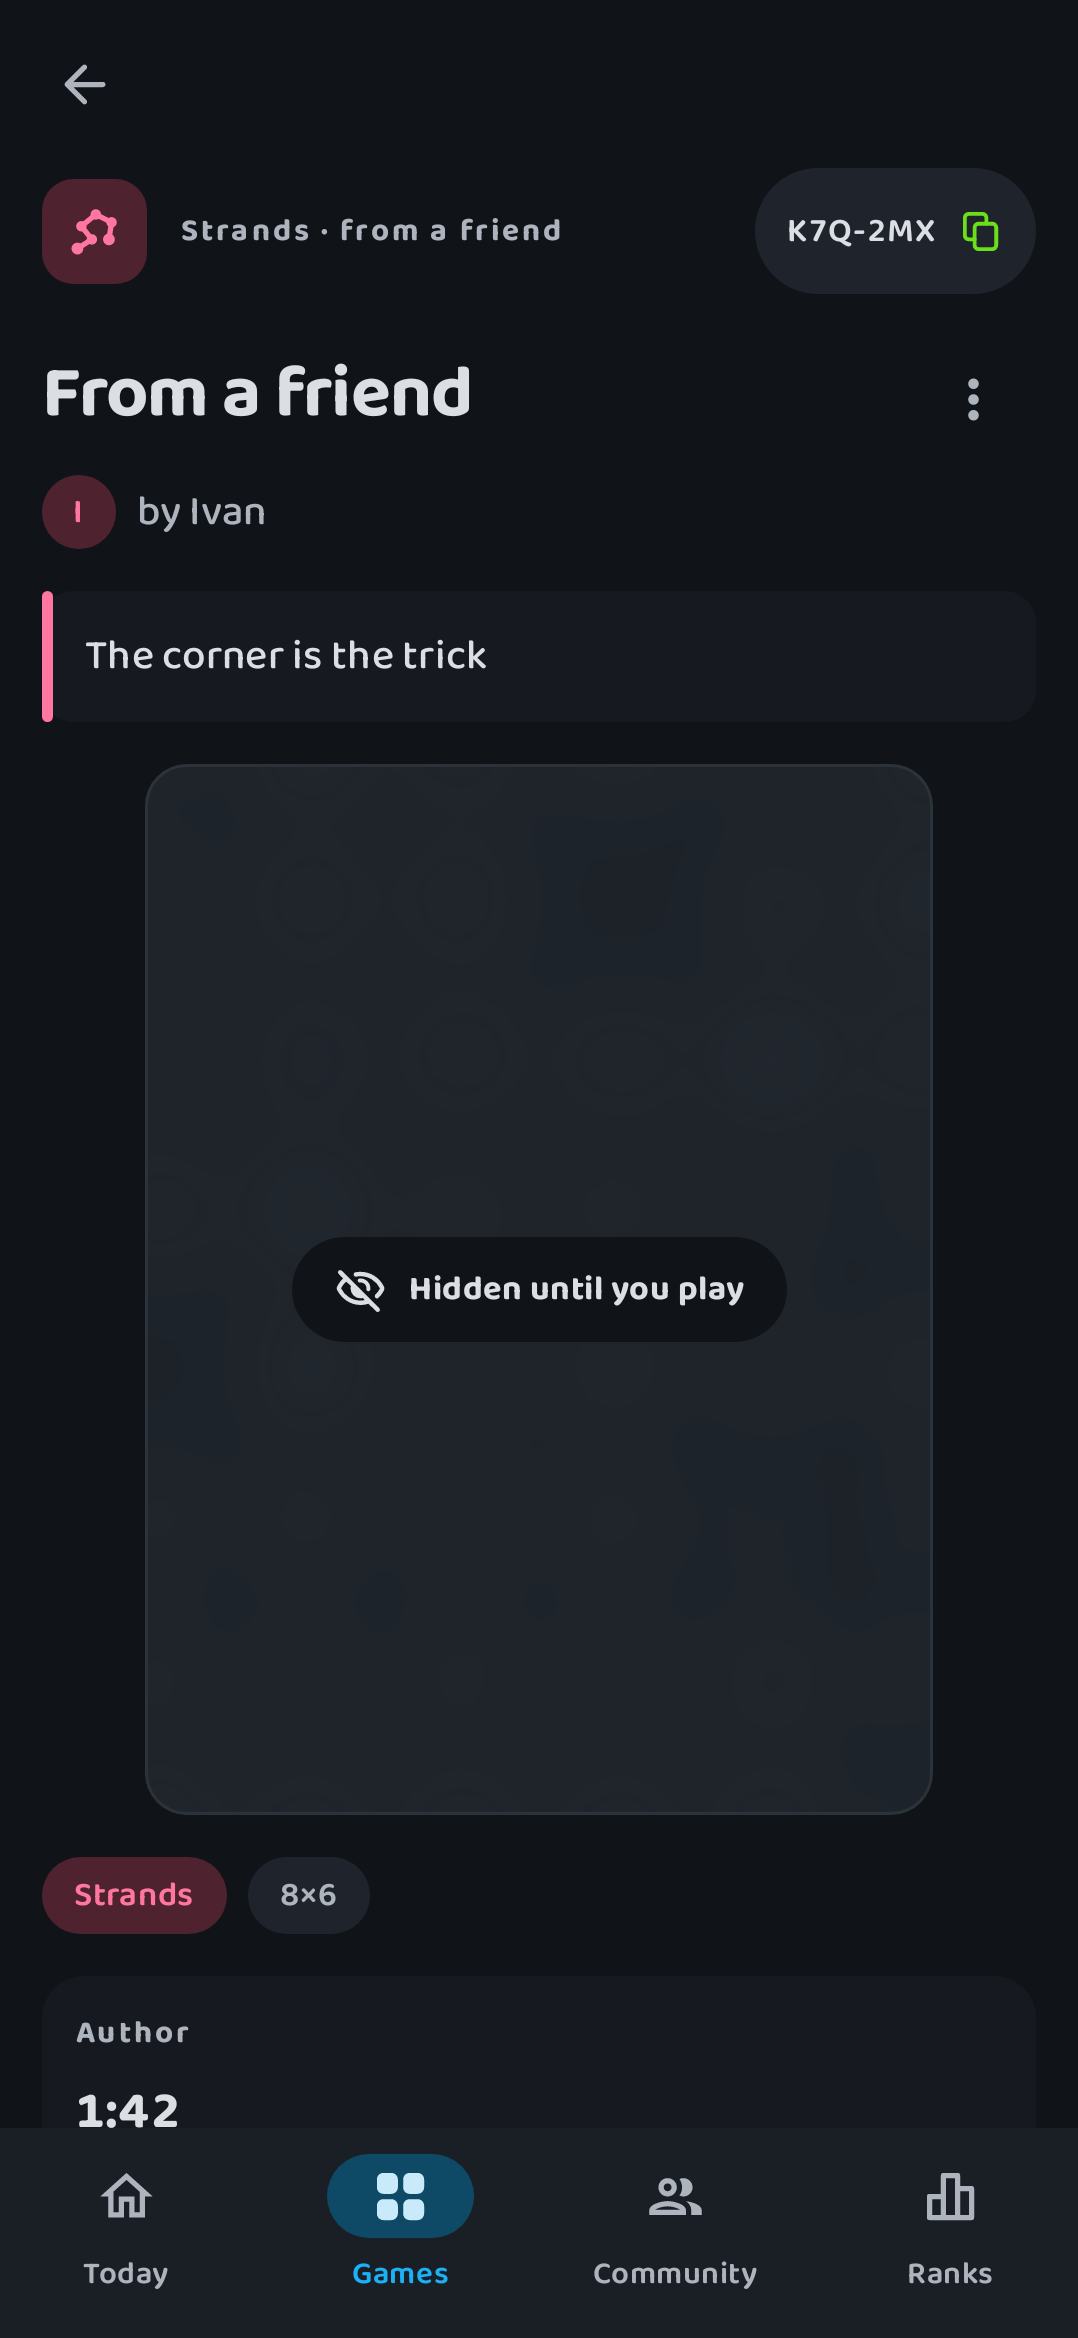 Strands · from a friend
K7Q-2MX
From a friend
I
by Ivan
The corner is the trick
Hidden until you play
Strands
8×6
Author
1:42
Today
Games
Community
Ranks